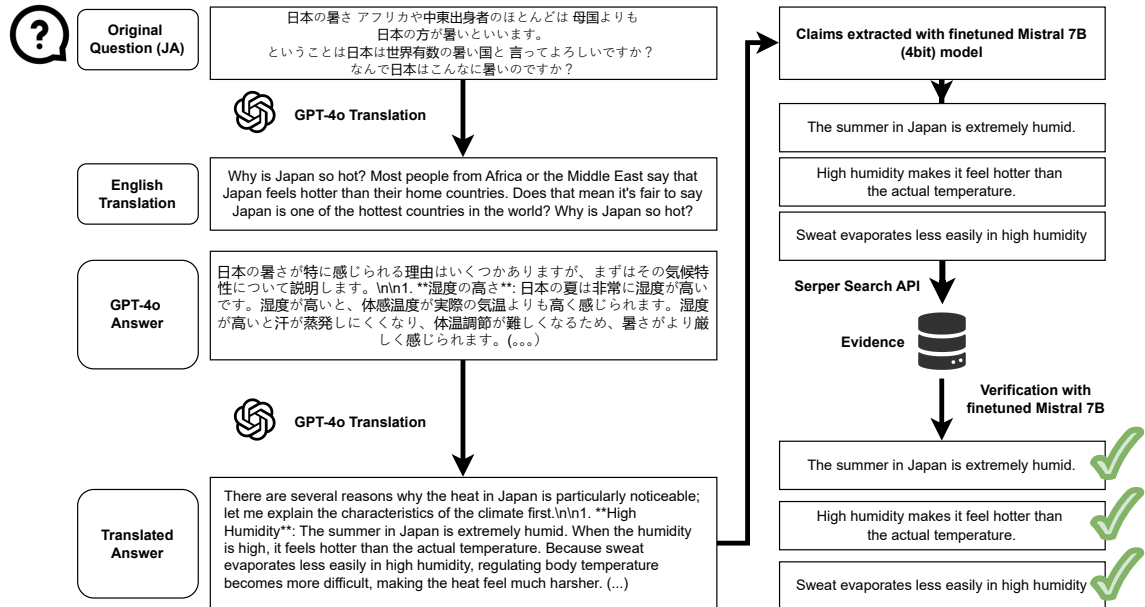 Original
Question (JA)
日本の暑さ アフリカや中東出身者のほとんどは 母国よりも
日本の方が暑いといいます。
ということは日本は世界有数の暑い国と 言ってよろしいですか？
なんで日本はこんなに暑いのですか？
GPT-4o Translation
English
Translation
Why is Japan so hot? Most people from Africa or the Middle East say that
Japan feels hotter than their home countries. Does that mean it's fair to say
Japan is one of the hottest countries in the world? Why is Japan so hot?
GPT-4o
Answer
日本の暑さが特に感じられる理由はいくつかありますが、まずはその気候特
性について説明します。\n\n1. **湿度の高さ**: 日本の夏は非常に湿度が高い
です。湿度が高いと、体感温度が実際の気温よりも高く感じられます。湿度
が高いと汗が蒸発しにくくなり、体温調節が難しくなるため、暑さがより厳
しく感じられます。(。。。）
GPT-4o Translation
Translated
Answer
There are several reasons why the heat in Japan is particularly noticeable;
let me explain the characteristics of the climate first.\n\n1. **High
Humidity**: The summer in Japan is extremely humid. When the humidity
is high, it feels hotter than the actual temperature. Because sweat
evaporates less easily in high humidity, regulating body temperature
becomes more difficult, making the heat feel much harsher. (...)
Claims extracted with finetuned Mistral 7B
(4bit) model
The summer in Japan is extremely humid.
High humidity makes it feel hotter than
the actual temperature.
Sweat evaporates less easily in high humidity
Serper Search API
Evidence
Verification with
finetuned Mistral 7B
The summer in Japan is extremely humid.
High humidity makes it feel hotter than
the actual temperature.
Sweat evaporates less easily in high humidity